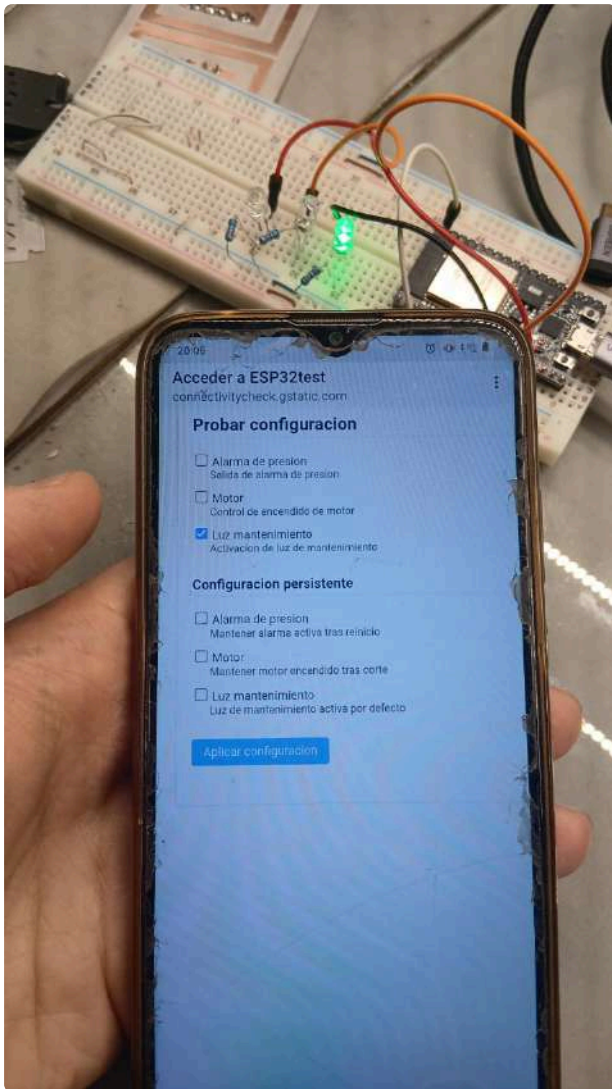 20:06
Acceder a ESP32test
connectivitycheck.gstatic.com
Probar configuracion
Alarma de presion
Salida de alarma de presion
Motor
Control de encendido de motor
Luz mantenimiento
Activacion de luz de mantenimiento
Configuracion persistente
Alarma de presion
Mantener alarma activa tras reinicio
Motor
Mantener motor encendido tras corte
Luz mantenimiento
Luz de mantenimiento activa por defecto
Aplicar configuracion